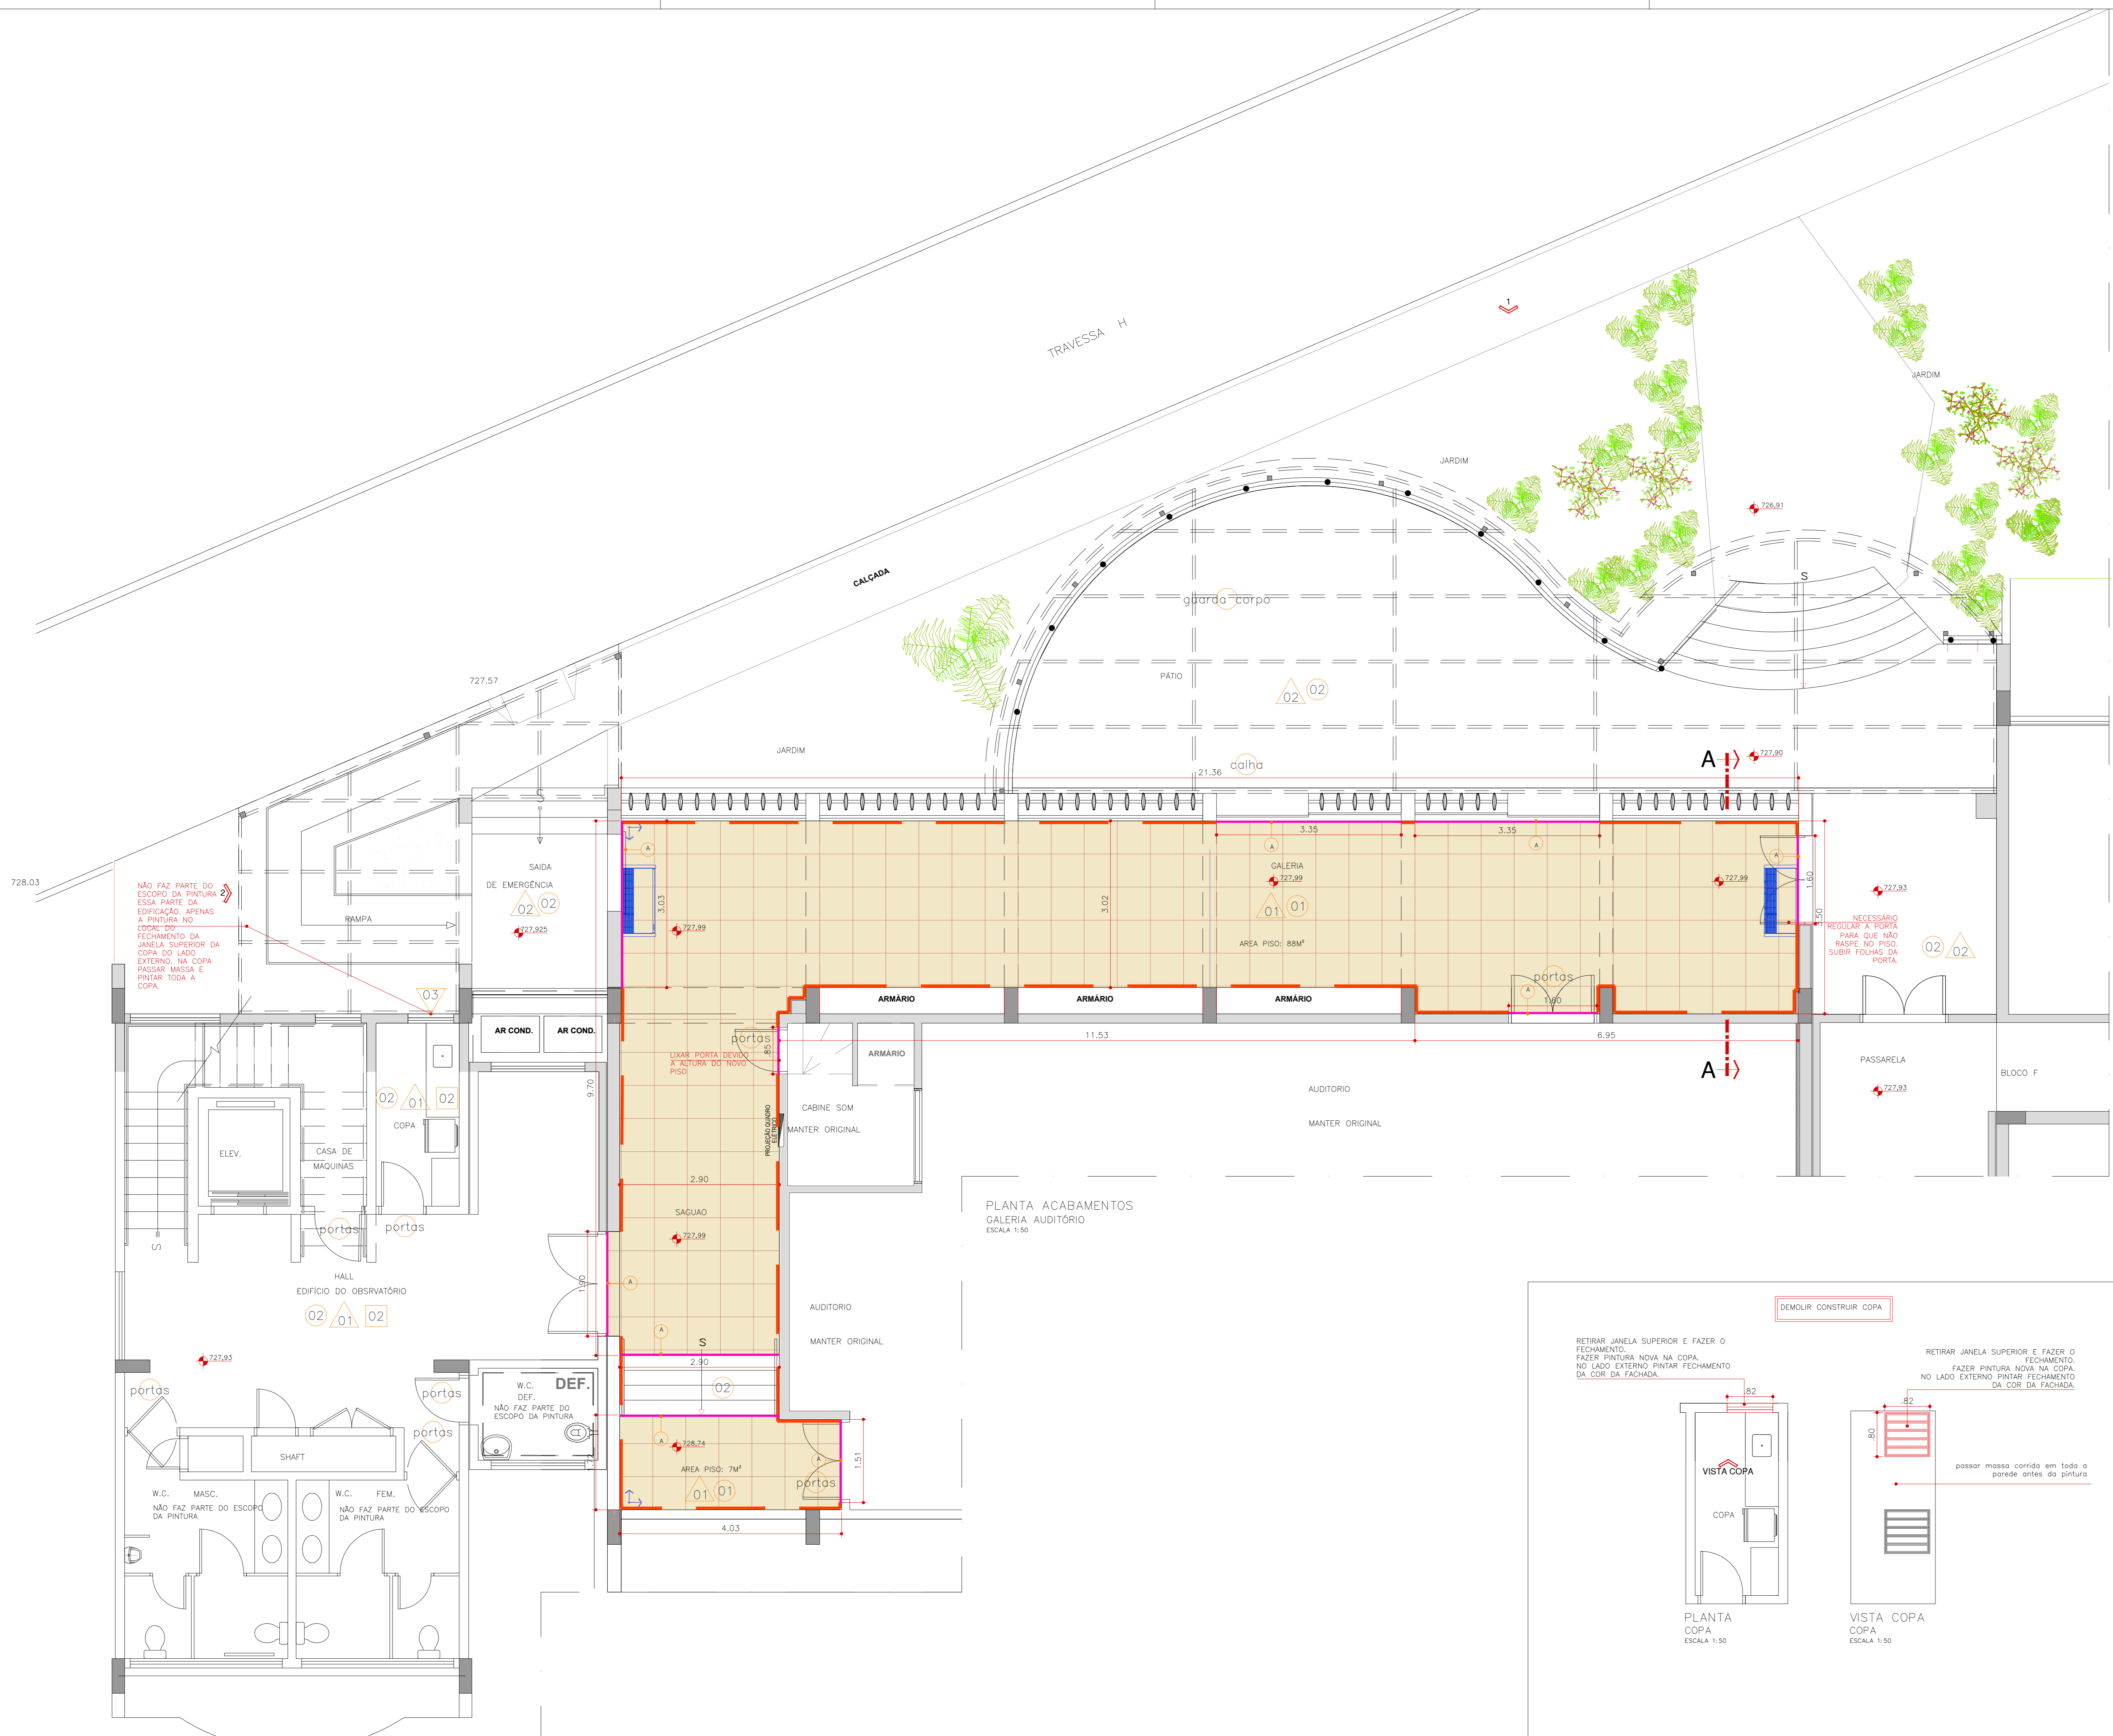 TRAVESSA H
1
JARDIM
JARDIM
726,91
CALÇADA
S
guarda corpo
727.57
PÁTIO
02
02
JARDIM
calha
21.36
A
727,90
S
3.35
3.35
728.03
SAIDA
DE EMERGÊNCIA
02
02
727,925
NÃO FAZ PARTE DO
ESCOPO DA PINTURA
ESSA PARTE DA
EDIFICAÇÃO. APENAS
A PINTURA NO
LOCAL DO
FECHAMENTO DA
JANELA SUPERIOR DA
COPA DO LADO
EXTERNO. NA COPA
PASSAR MASSA E
PINTAR TODA A
COPA.
2
RAMPA
03
A
A
A
A
3.03
727,99
3.02
GALERIA
727,99
01
01
AREA PISO: 88M²
727,99
1.60
3.50
727,93
NECESSÁRIO
REGULAR A PORTA
PARA QUE NÃO
RASPE NO PISO.
SUBIR FOLHAS DA
PORTA.
02
02
portas
A
1.60
ARMÁRIO
ARMÁRIO
ARMÁRIO
AR COND.
AR COND.
portas
.85
LIXAR PORTA DEVIDO
A ALTURA DO NOVO
PISO
ARMÁRIO
11.53
6.95
A
PASSARELA
727,93
BLOCO F
AUDITORIO
MANTER ORIGINAL
9.70
02
01
02
COPA
CABINE SOM
MANTER ORIGINAL
PROJEÇÃO QUADRO
ELÉTRICO
ELEV.
CASA DE
MAQUINAS
2.90
SAGUAO
727,99
portas
portas
S
HALL
EDIFÍCIO DO OBSRVATÓRIO
02
01
02
1.90
A
727,93
AUDITORIO
MANTER ORIGINAL
A
S
2.90
02
portas
portas
portas
W.C.
DEF.
DEF.
NÃO FAZ PARTE DO
ESCOPO DA PINTURA
A
728,74
AREA PISO: 7M²
01
01
A
portas
1.51
4.03
SHAFT
W.C. MASC.
NÃO FAZ PARTE DO ESCOPO
DA PINTURA
W.C. FEM.
NÃO FAZ PARTE DO ESCOPO
DA PINTURA
PLANTA ACABAMENTOS
GALERIA AUDITÓRIO
ESCALA 1:50
DEMOLIR CONSTRUIR COPA
RETIRAR JANELA SUPERIOR E FAZER O
FECHAMENTO.
FAZER PINTURA NOVA NA COPA.
NO LADO EXTERNO PINTAR FECHAMENTO
DA COR DA FACHADA.
.82
VISTA COPA
COPA
PLANTA
COPA
ESCALA 1:50
RETIRAR JANELA SUPERIOR E FAZER O
FECHAMENTO.
FAZER PINTURA NOVA NA COPA.
NO LADO EXTERNO PINTAR FECHAMENTO
DA COR DA FACHADA.
.82
.80
passar massa corrida em toda a
parede antes da pintura
VISTA COPA
COPA
ESCALA 1:50